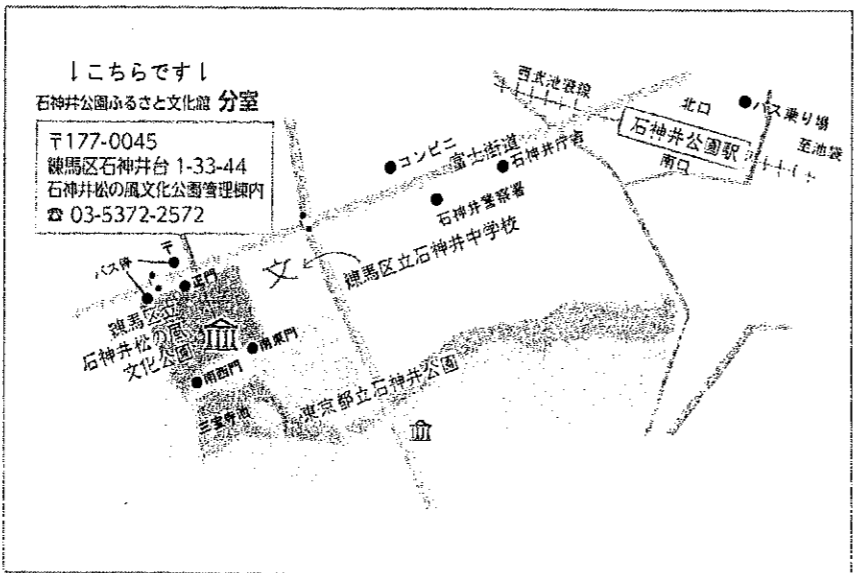 ↓こちらです↓
石神井公園ふるさと文化館 分室
〒177-0045
練馬区石神井台 1-33-44
石神井松の風文化公園管理棟内
☎ 03-5372-2572
西武池袋線
北口
バス乗り場
石神井公園駅
至池袋
南口
コンビニ
富士街道
石神井庁舎
石神井警察署
文
練馬区立石神井中学校
バス停
〒
正門
練馬区立
石神井松の風
文化公園
南東門
南西門
三宝寺池
東京都立石神井公園